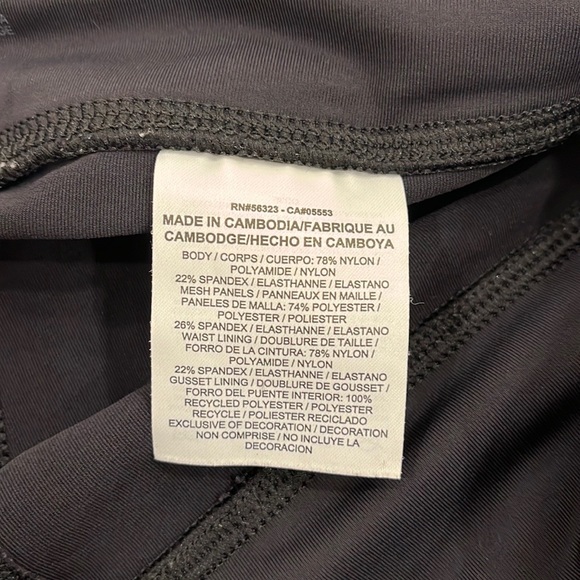 RN#56323 - CA#05553
MADE IN CAMBODIA/FABRIQUE AU
CAMBODGE/HECHO EN CAMBOYA
BODY / CORPS / CUERPO: 78% NYLON /
POLYAMIDE / NYLON
22% SPANDEX / ELASTHANNE / ELASTANO
MESH PANELS / PANNEAUX EN MAILLE /
PANELES DE MALLA: 74% POLYESTER /
POLYESTER / POLIESTER
26% SPANDEX / ELASTHANNE / ELASTANO
WAIST LINING / DOUBLURE DE TAILLE /
FORRO DE LA CINTURA: 78% NYLON /
POLYAMIDE / NYLON
22% SPANDEX / ELASTHANNE / ELASTANO
GUSSET LINING / DOUBLURE DE GOUSSET /
FORRO DEL PUENTE INTERIOR: 100%
RECYCLED POLYESTER / POLYESTER
RECYCLE / POLIESTER RECICLADO
EXCLUSIVE OF DECORATION / DECORATION
NON COMPRISE / NO INCLUYE LA
DECORACION